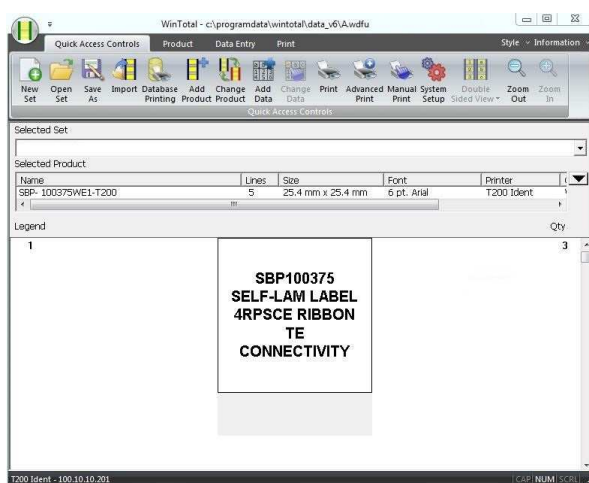 WinTotal - c:\programdata\wintotal\data_v6\A.wdfu
Quick Access Controls Product Data Entry Print Style Information
New Set Open Set Save As Import Database Printing Add Product Change Product Add Data Change Data Print Advanced Print Manual Print System Setup Double Sided View Zoom Out Zoom In
Quick Access Controls
Selected Set
Selected Product
Name Lines Size Font Printer
SBP- 100375WE1-T200 5 25.4 mm x 25.4 mm 6 pt. Arial T200 Ident
Legend Qty
1 3
SBP100375
SELF-LAM LABEL
4RPSCE RIBBON
TE
CONNECTIVITY
T200 Ident - 100.10.10.201 CAP NUM SCRL